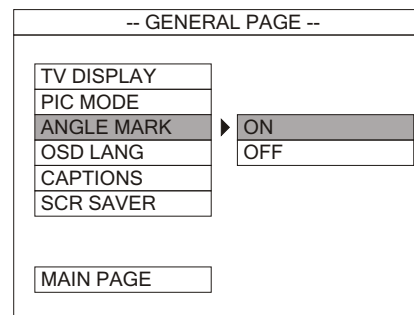 -- GENERAL PAGE --
TV DISPLAY
PIC MODE
ANGLE MARK ON
OSD LANG OFF
CAPTIONS
SCR SAVER
MAIN PAGE